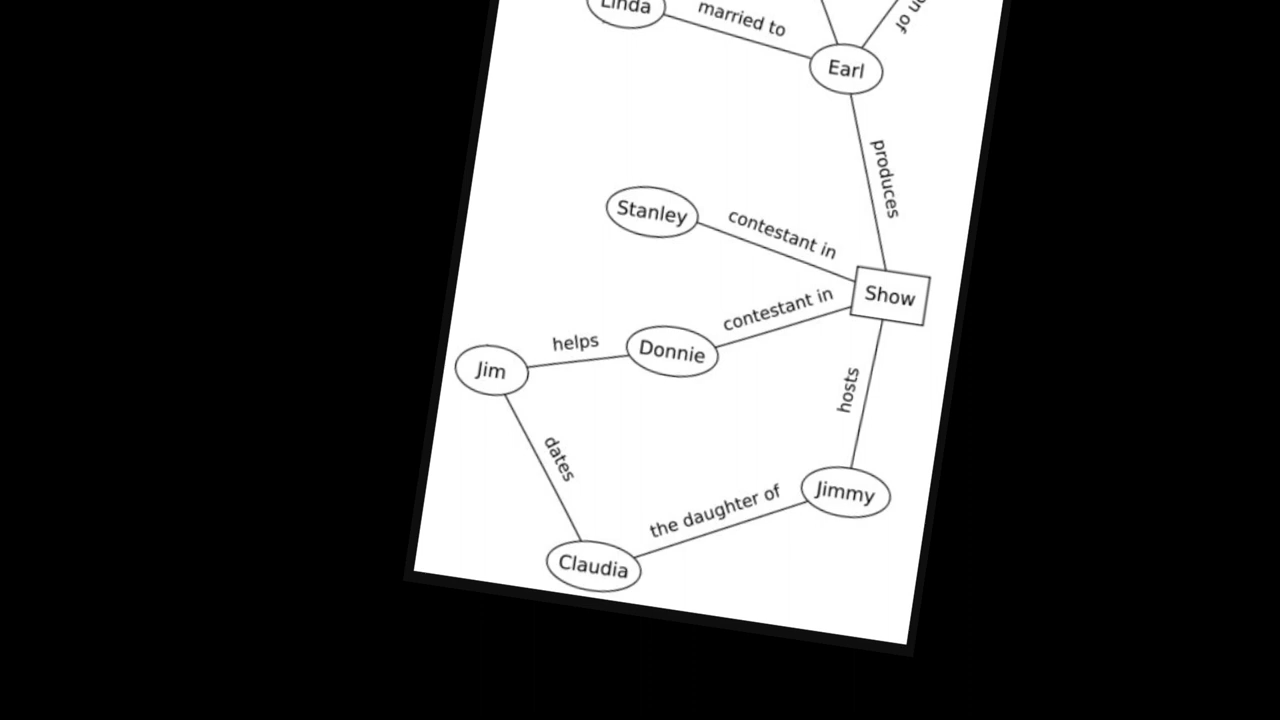 Linda
married to
of
Earl
produces
Stanley
contestant in
Show
contestant in
helps
Donnie
Jim
hosts
dates
Jimmy
the daughter of
Claudia